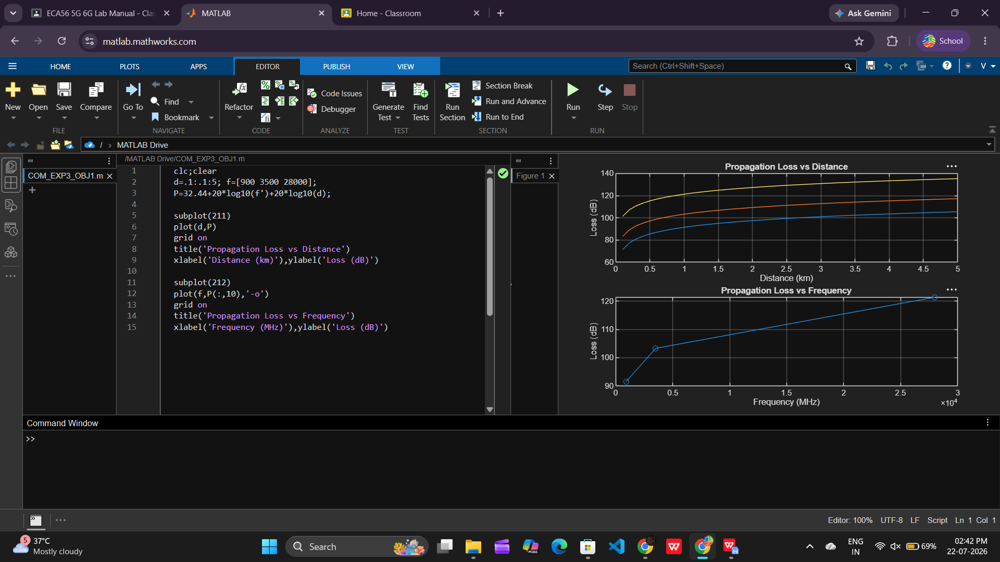 ECA56 5G 6G Lab Manual - Clas
MATLAB
Home - Classroom
Ask Gemini
matlab.mathworks.com
School
HOME
PLOTS
APPS
EDITOR
PUBLISH
VIEW
Search (Ctrl+Shift+Space)
V
New
Open
Save
Compare
FILE
Go To
Find
Bookmark
NAVIGATE
Refactor
CODE
Code Issues
Debugger
ANALYZE
Generate
Test
Find
Tests
TEST
Run
Section
Section Break
Run and Advance
Run to End
SECTION
Run
Step
Stop
RUN
/ › MATLAB Drive
COM_EXP3_OBJ1.m
/MATLAB Drive/COM_EXP3_OBJ1.m
1 clc;clear
2 d=.1:.1:5; f=[900 3500 28000];
3 P=32.44+20*log10(f')+20*log10(d);
4
5 subplot(211)
6 plot(d,P)
7 grid on
8 title('Propagation Loss vs Distance')
9 xlabel('Distance (km)'),ylabel('Loss (dB)')
10
11 subplot(212)
12 plot(f,P(:,10),'-o')
13 grid on
14 title('Propagation Loss vs Frequency')
15 xlabel('Frequency (MHz)'),ylabel('Loss (dB)')
Figure 1
Propagation Loss vs Distance
Loss (dB)
140
120
100
80
60
0 0.5 1 1.5 2 2.5 3 3.5 4 4.5 5
Distance (km)
Propagation Loss vs Frequency
Loss (dB)
120
110
100
90
0 0.5 1 1.5 2 2.5 3
×10⁴
Frequency (MHz)
Command Window
>>
Editor: 100% UTF-8 LF Script Ln 1 Col 1
5
37°C
Mostly cloudy
Search
M365
ENG
IN
69%
02:42 PM
22-07-2026